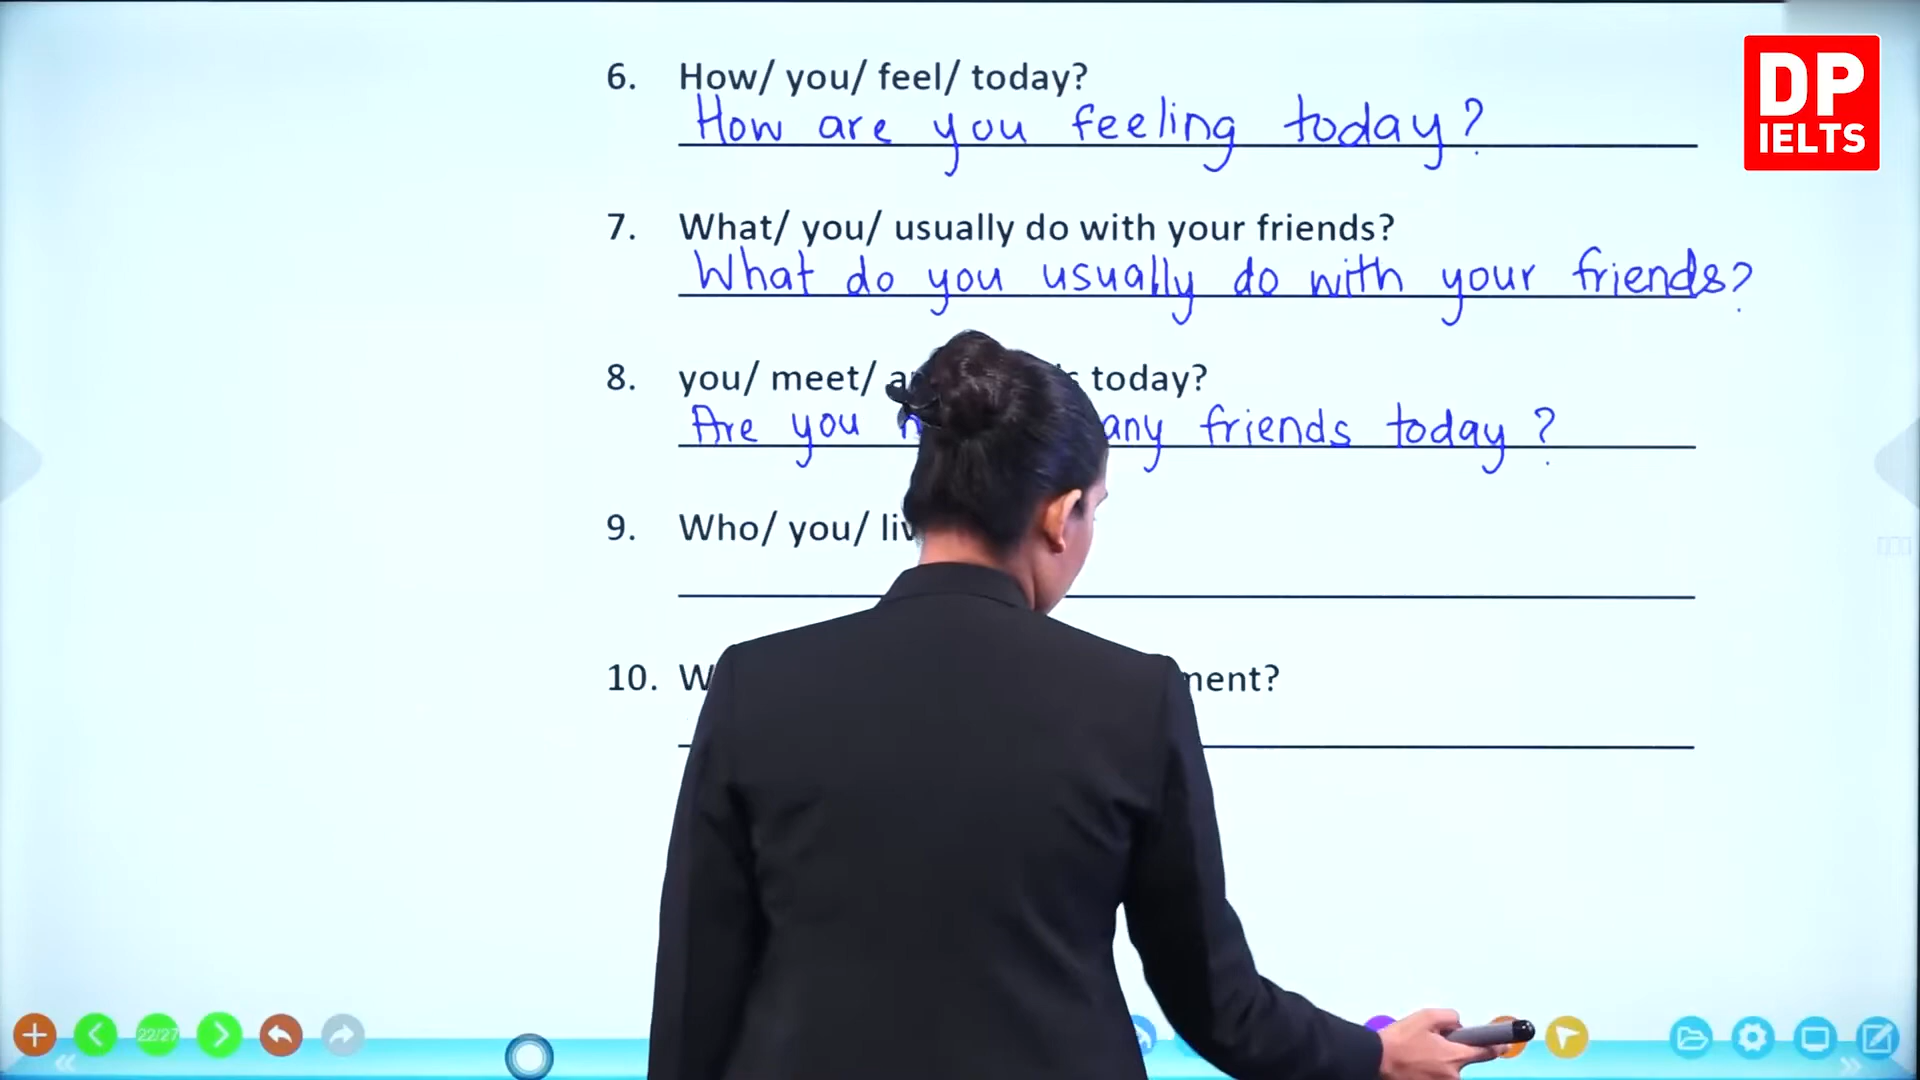 DP
IELTS
6. How/ you/ feel/ today?
How are you feeling today?
7. What/ you/ usually do with your friends?
What do you usually do with your friends?
8. you/ meet/ today?
Are you any friends today?
9. Who/ you/
10.
22/27